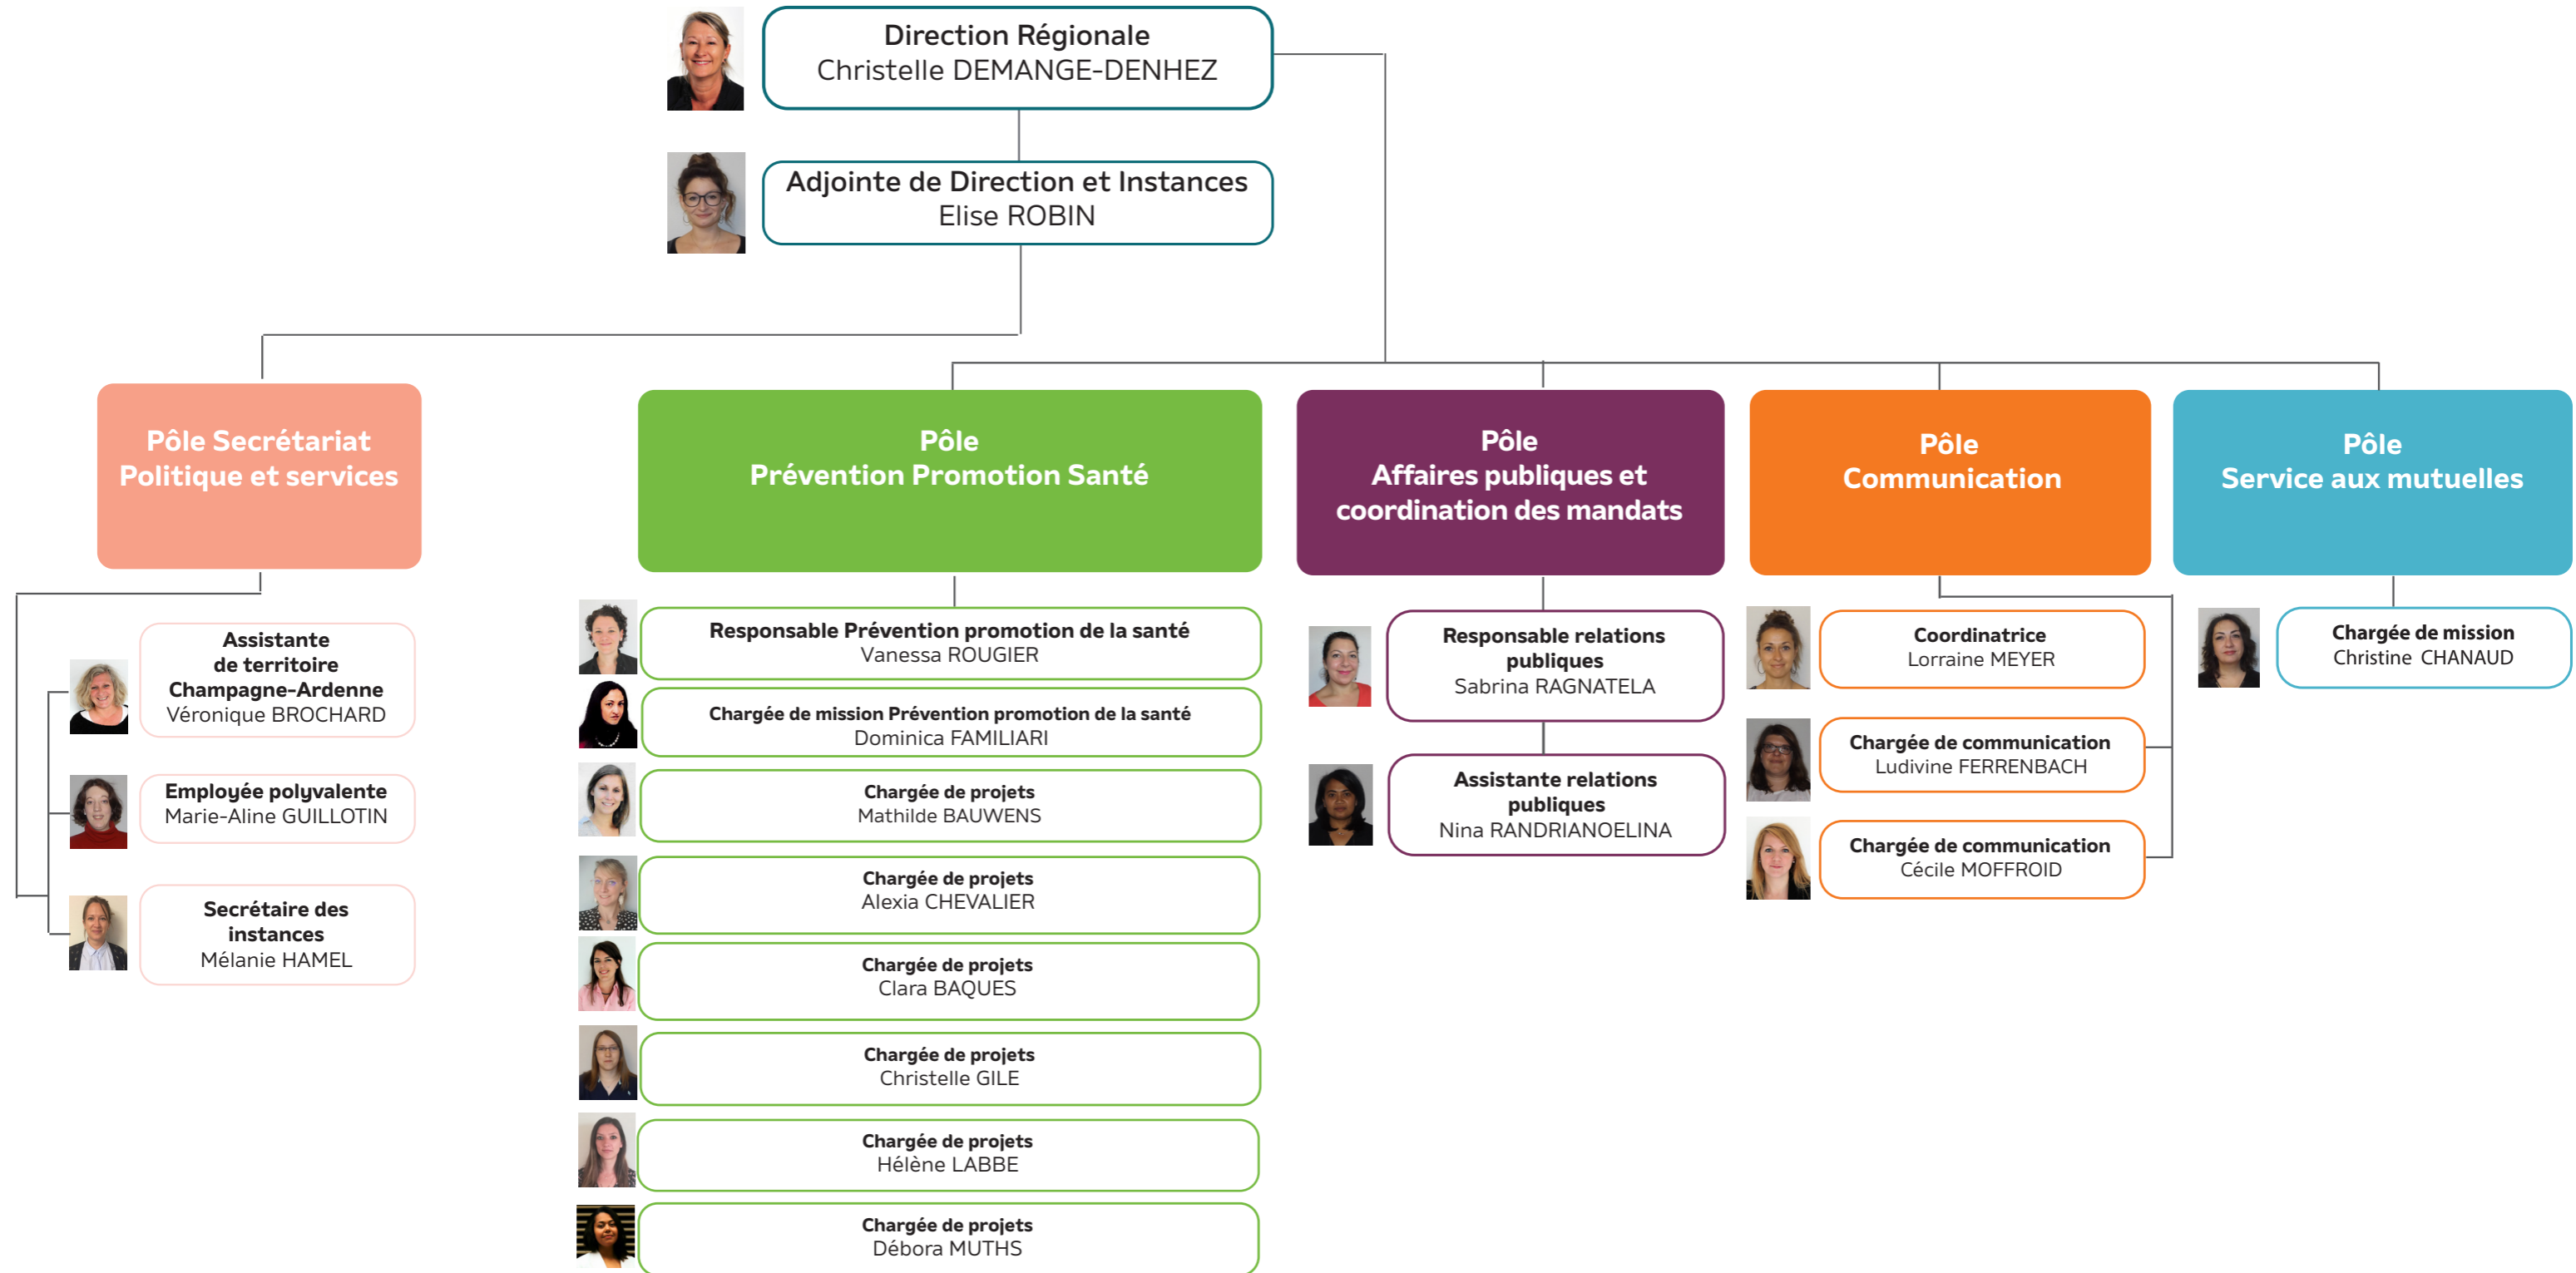 Direction Régionale
Christelle DEMANGE-DENHEZ
Adjointe de Direction et Instances
Elise ROBIN
Pôle Secrétariat
Politique et services
Assistante
de territoire
Champagne-Ardenne
Véronique BROCHARD
Employée polyvalente
Marie-Aline GUILLOTIN
Secrétaire des
instances
Mélanie HAMEL
Pôle
Prévention Promotion Santé
Responsable Prévention promotion de la santé
Vanessa ROUGIER
Chargée de mission Prévention promotion de la santé
Dominica FAMILIARI
Chargée de projets
Mathilde BAUWENS
Chargée de projets
Alexia CHEVALIER
Chargée de projets
Clara BAQUES
Chargée de projets
Christelle GILE
Chargée de projets
Hélène LABBE
Chargée de projets
Débora MUTHS
Pôle
Affaires publiques et
coordination des mandats
Responsable relations
publiques
Sabrina RAGNATELA
Assistante relations
publiques
Nina RANDRIANOELINA
Pôle
Communication
Coordinatrice
Lorraine MEYER
Chargée de communication
Ludivine FERRENBACH
Chargée de communication
Cécile MOFFROID
Pôle
Service aux mutuelles
Chargée de mission
Christine CHANAUD